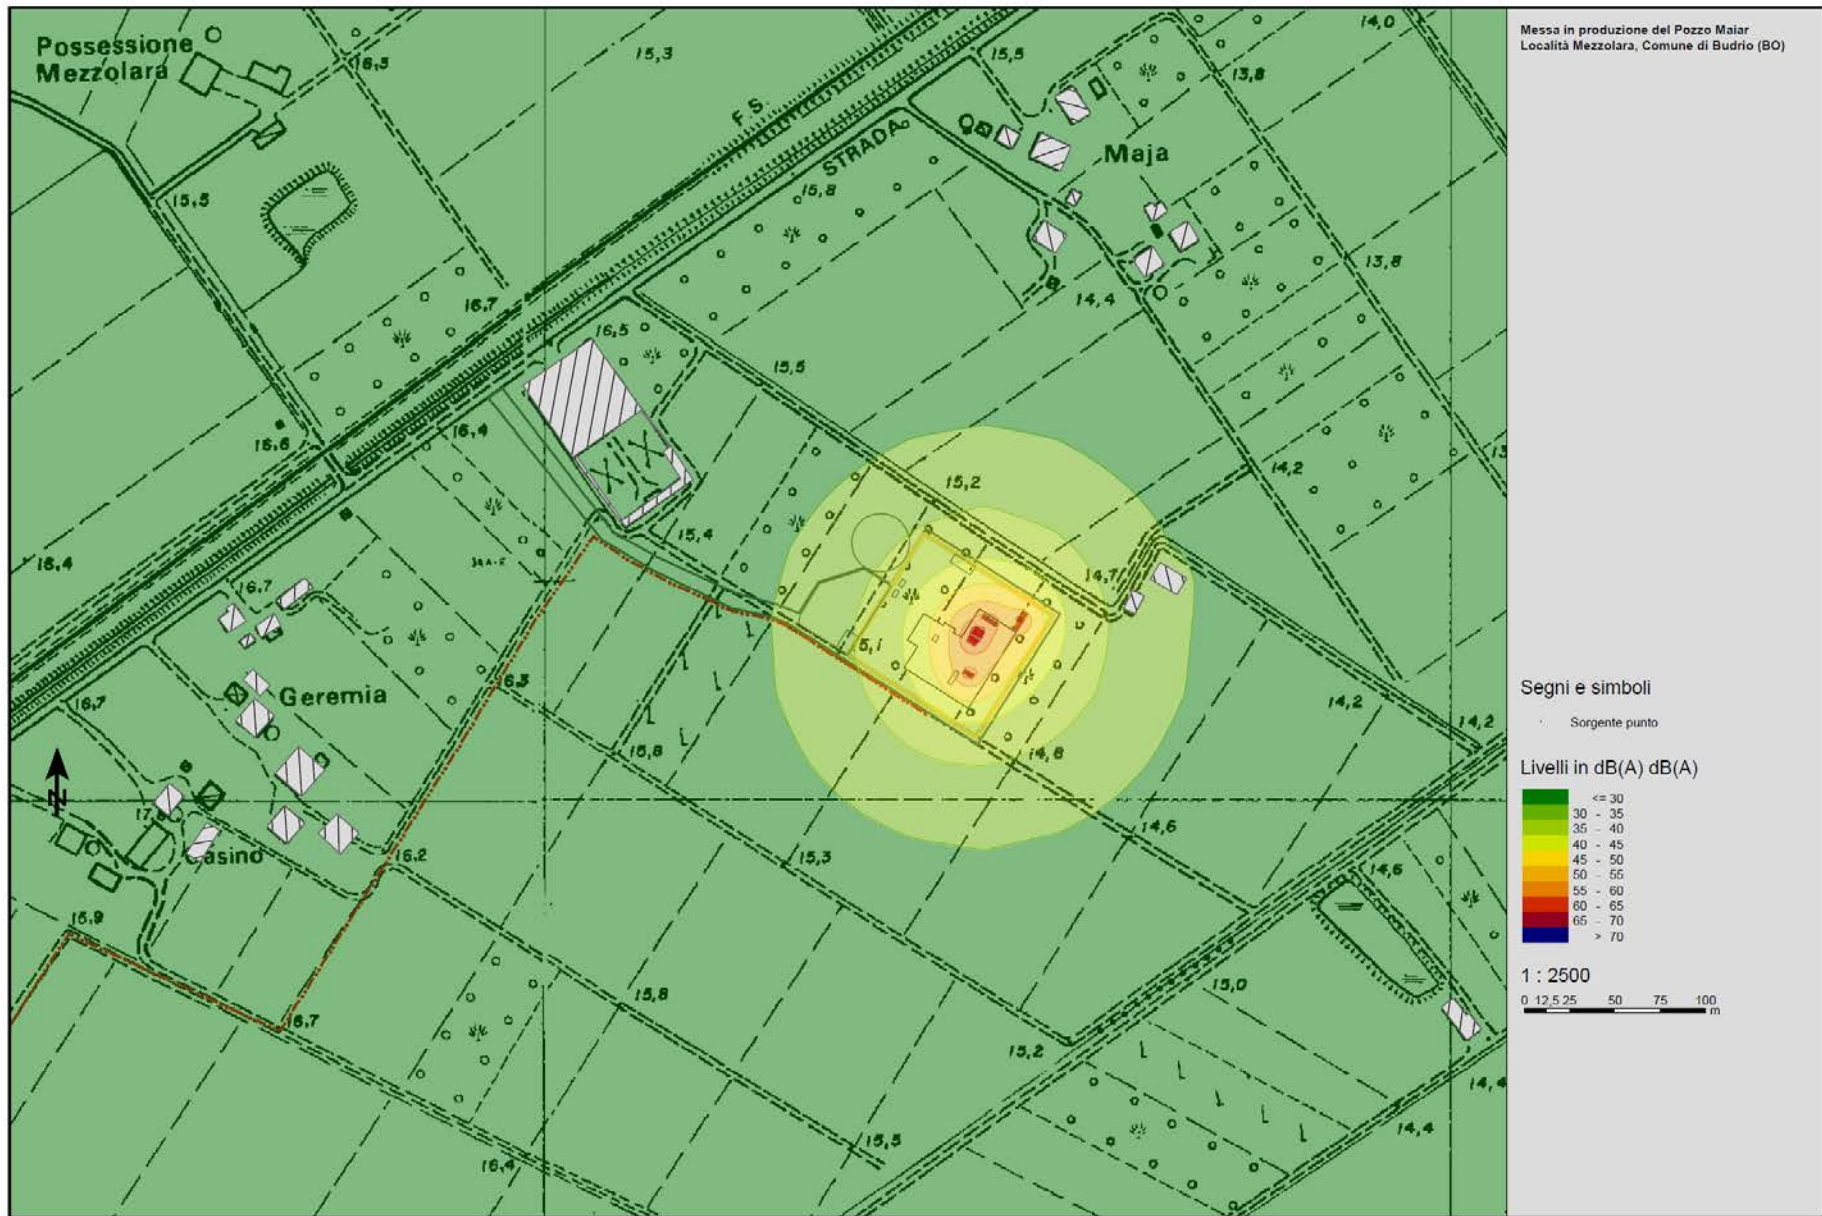 Messa in produzione del Pozzo Maiar
Località Mezzolara, Comune di Budrio (BO)
Possessione
Mezzolara
16,3
15,3
F.S.
15,5
14,0
13,8
STRADA
Maja
15,8
15,5
13,8
16,7
14,4
16,5
15,5
16,6
16,4
14,2
15,2
15,4
16,4
16,7
14,7
5,1
Geremia
16,7
6,3
14,2
14,2
15,8
14,8
17,8
Casino
16,2
15,3
14,6
14,6
15,9
15,8
15,0
16,7
15,2
14,4
14,4
15,5
16,4
N
Segni e simboli
Sorgente punto
Livelli in dB(A) dB(A)
<= 30
30 - 35
35 - 40
40 - 45
45 - 50
50 - 55
55 - 60
60 - 65
65 - 70
> 70
1 : 2500
0 12,5 25 50 75 100
m